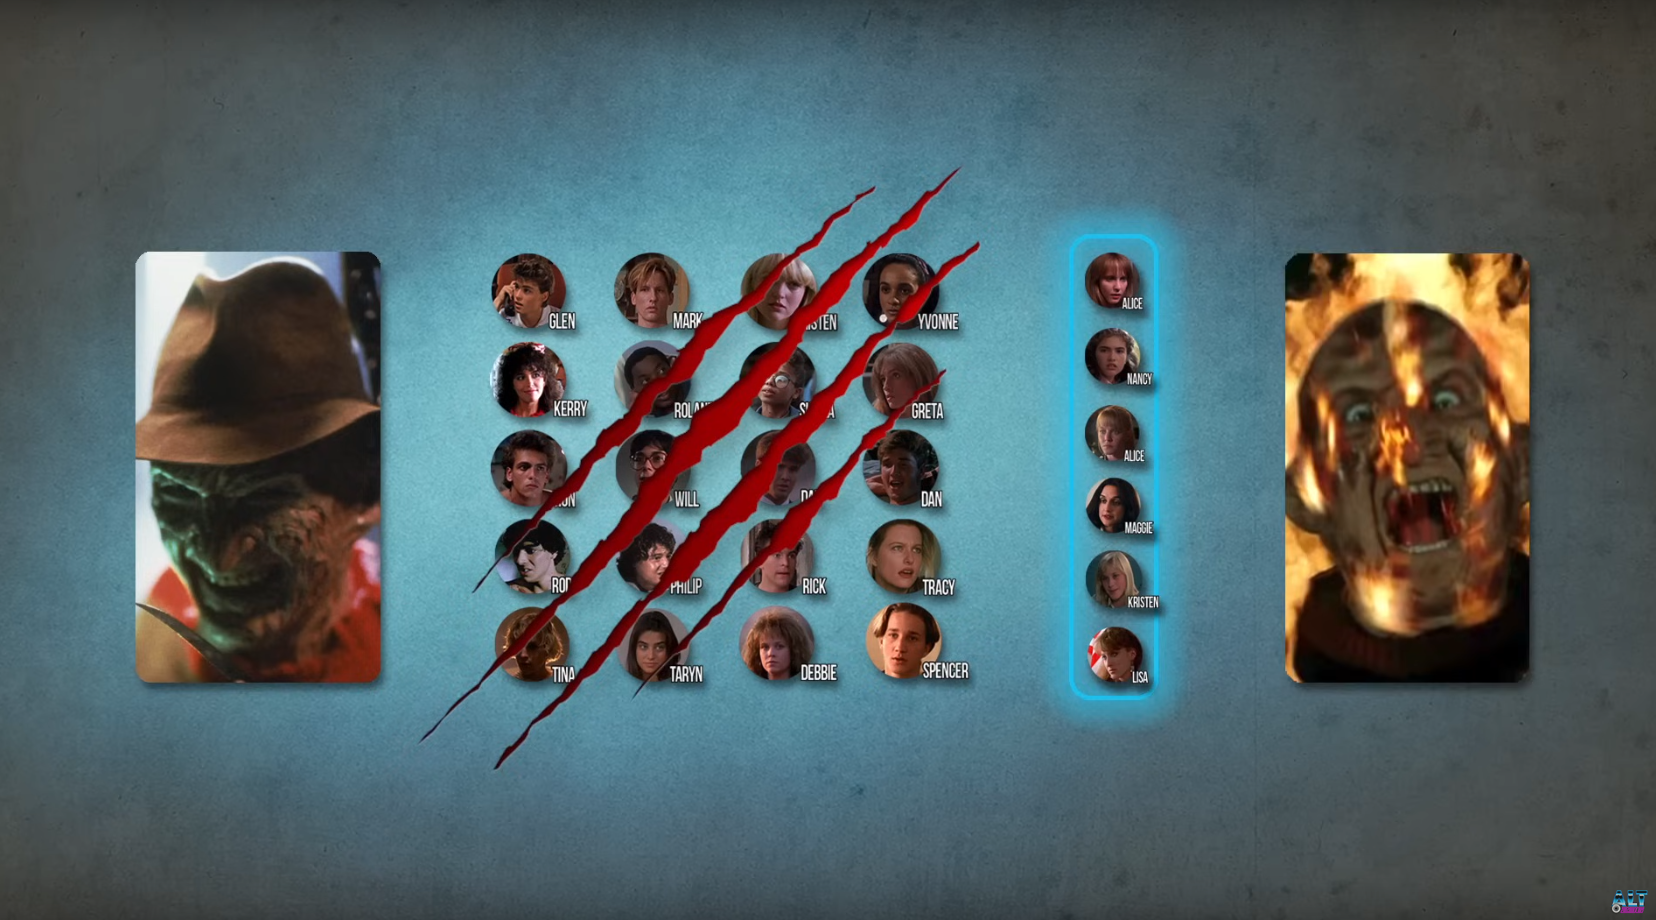 GLEN
MARK
YVONNE
KERRY
GRETA
WILL
DAN
PHILIP
RICK
TRACY
TINA
TARYN
DEBBIE
SPENCER
ALICE
NANCY
ALICE
MAGGIE
KRISTEN
LISA
ALT